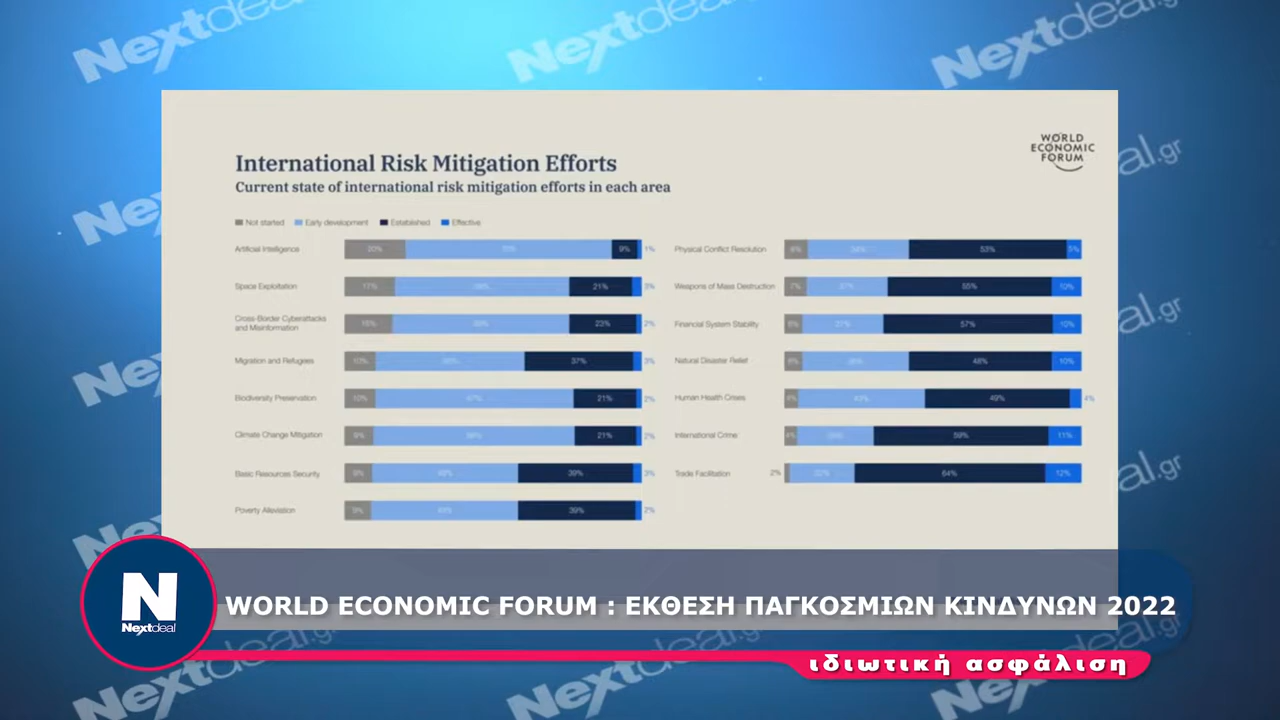 Nextdeal.gr
WORLD
ECONOMIC
FORUM
International Risk Mitigation Efforts
Current state of international risk mitigation efforts in each area
Not started Early development Established Effective
Artificial Intelligence 20% 9% 1%
Space Exploitation 17% 21% 3%
Cross-Border Cyberattacks
and Misinformation 23% 2%
Migration and Refugees 10% 37% 3%
Biodiversity Preservation 10% 67% 21% 2%
Climate Change Mitigation 9% 21% 2%
Basic Resources Security 9% 39% 3%
Poverty Alleviation 9% 39% 2%
Physical Conflict Resolution 53% 5%
Weapons of Mass Destruction 7% 55% 10%
Financial System Stability 57% 10%
Natural Disaster Relief 48% 10%
Human Health Crises 49% 4%
International Crime 59% 11%
Trade Facilitation 2% 22% 64% 12%
N
Nextdeal
WORLD ECONOMIC FORUM : ΕΚΘΕΣΗ ΠΑΓΚΟΣΜΙΩΝ ΚΙΝΔΥΝΩΝ 2022
ιδιωτική ασφάλιση